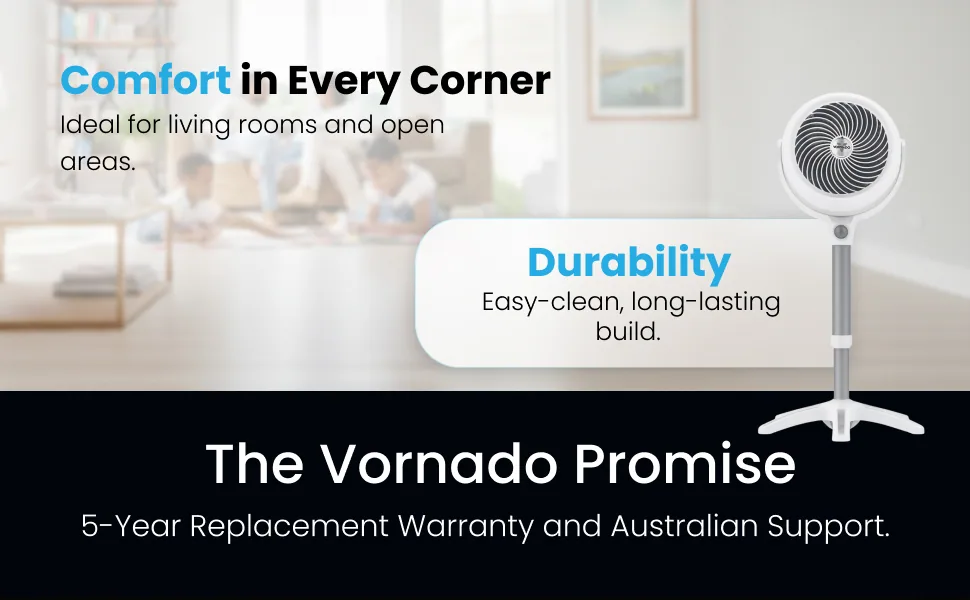 Comfort in Every Corner
Ideal for living rooms and open
areas.
Durability
Easy-clean, long-lasting
build.
The Vornado Promise
5-Year Replacement Warranty and Australian Support.